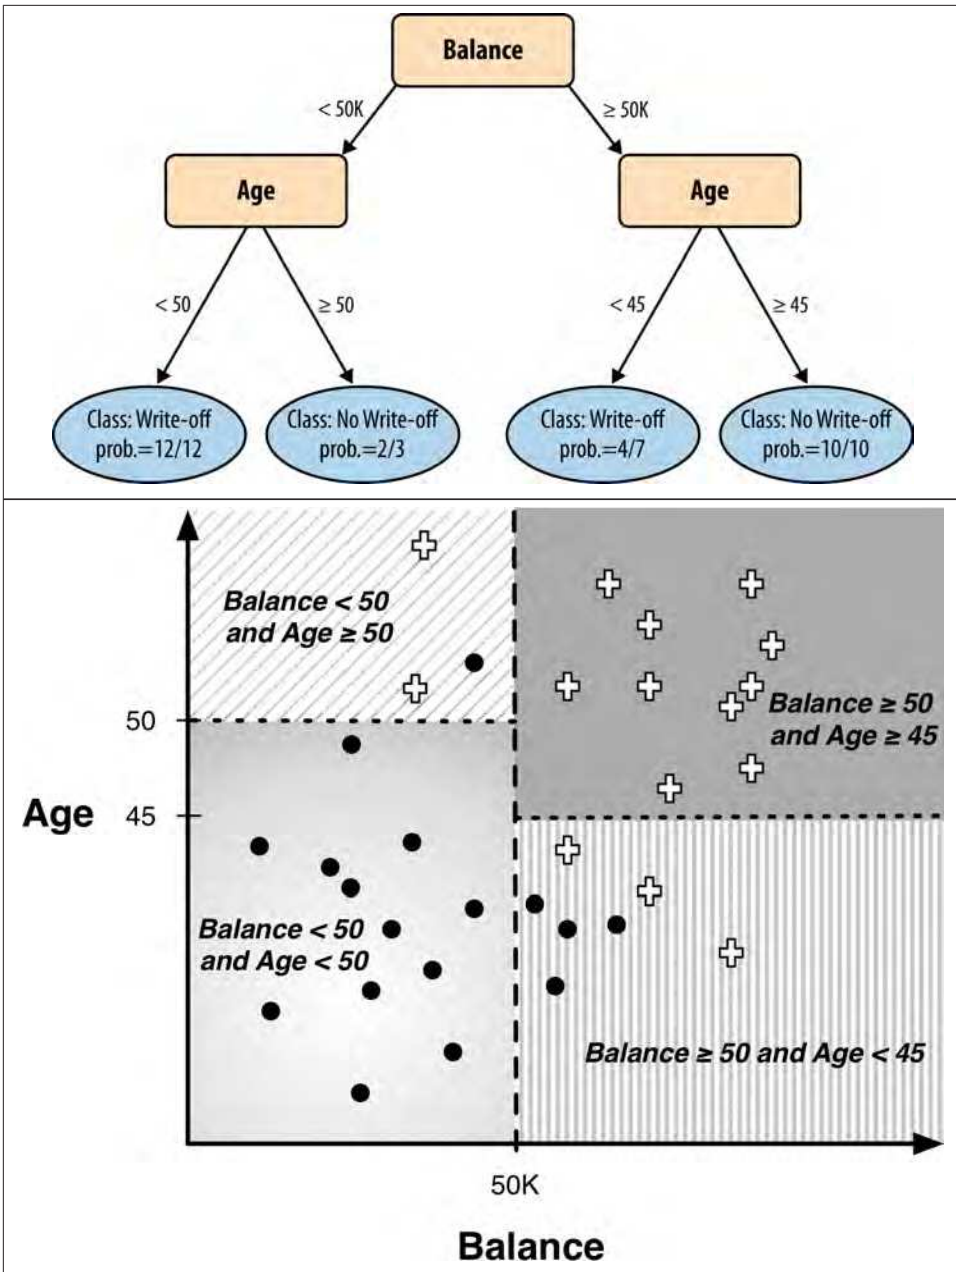 Balance
< 50K
≥ 50K
Age
Age
< 50
≥ 50
< 45
≥ 45
Class: Write-off
prob.=12/12
Class: No Write-off
prob.=2/3
Class: Write-off
prob.=4/7
Class: No Write-off
prob.=10/10
Balance < 50
and Age ≥ 50
Balance ≥ 50
and Age ≥ 45
50
Age
45
Balance < 50
and Age < 50
Balance ≥ 50 and Age < 45
50K
Balance